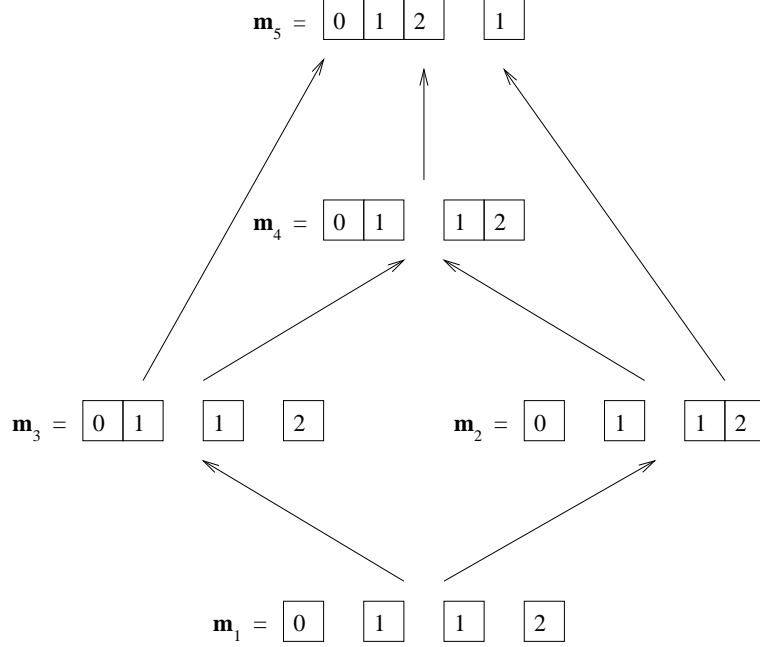 m5 = 0 1 2 1
m4 = 0 1 1 2
m3 = 0 1 1 2
m2 = 0 1 1 2
m1 = 0 1 1 2